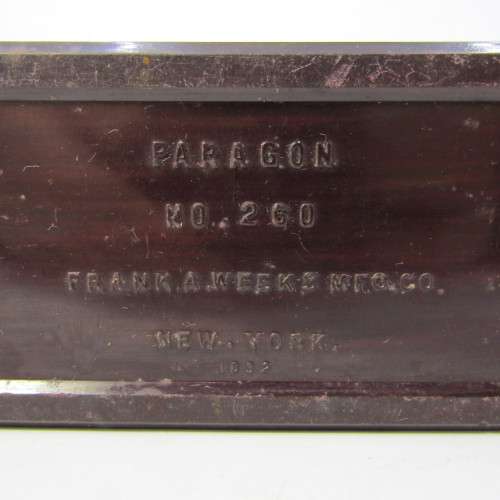 PARAGON
NO. 260
FRANK A. WEEKS MFG. CO.
NEW. YORK.